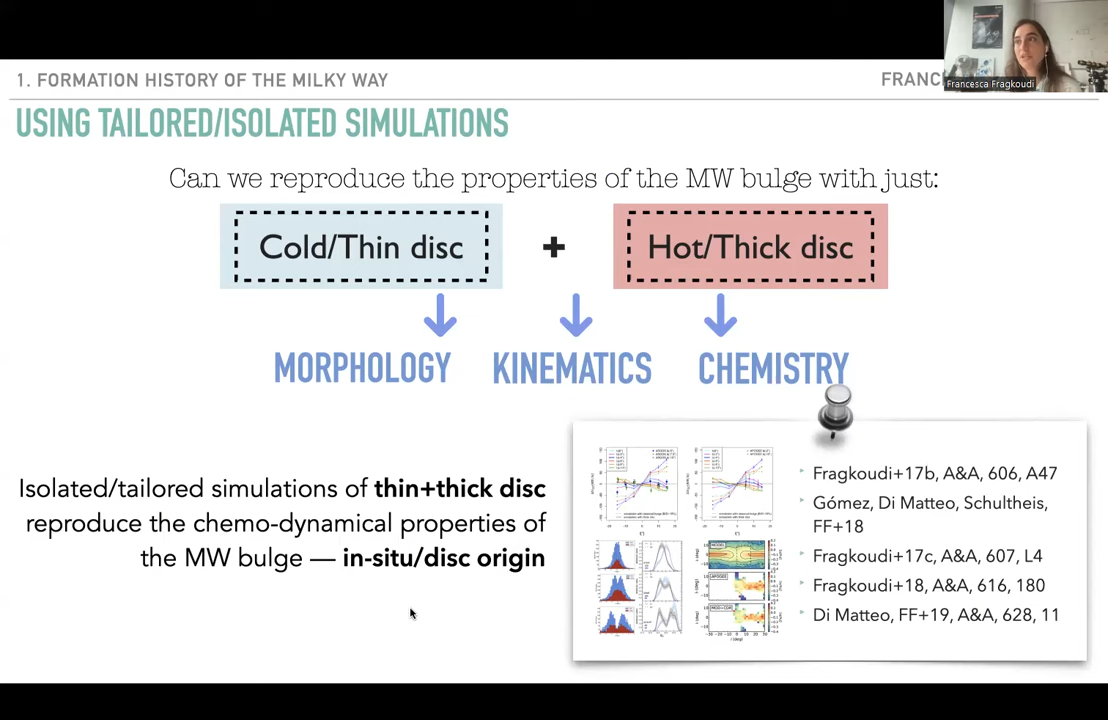 1. FORMATION HISTORY OF THE MILKY WAY
FRANC
Francesca Fragkoudi
USING TAILORED/ISOLATED SIMULATIONS
Can we reproduce the properties of the MW bulge with just:
Cold/Thin disc + Hot/Thick disc
MORPHOLOGY KINEMATICS CHEMISTRY
Isolated/tailored simulations of thin+thick disc
reproduce the chemo-dynamical properties of
the MW bulge — in-situ/disc origin
Fragkoudi+17b, A&A, 606, A47
Gómez, Di Matteo, Schultheis,
FF+18
Fragkoudi+17c, A&A, 607, L4
Fragkoudi+18, A&A, 616, 180
Di Matteo, FF+19, A&A, 628, 11
MODEL
APOGEE